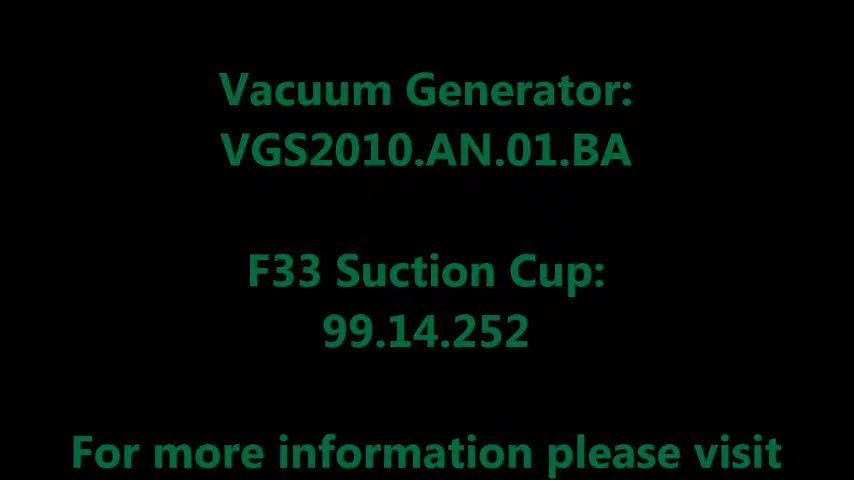 Vacuum Generator:
VGS2010.AN.01.BA
F33 Suction Cup:
99.14.252
For more information please visit